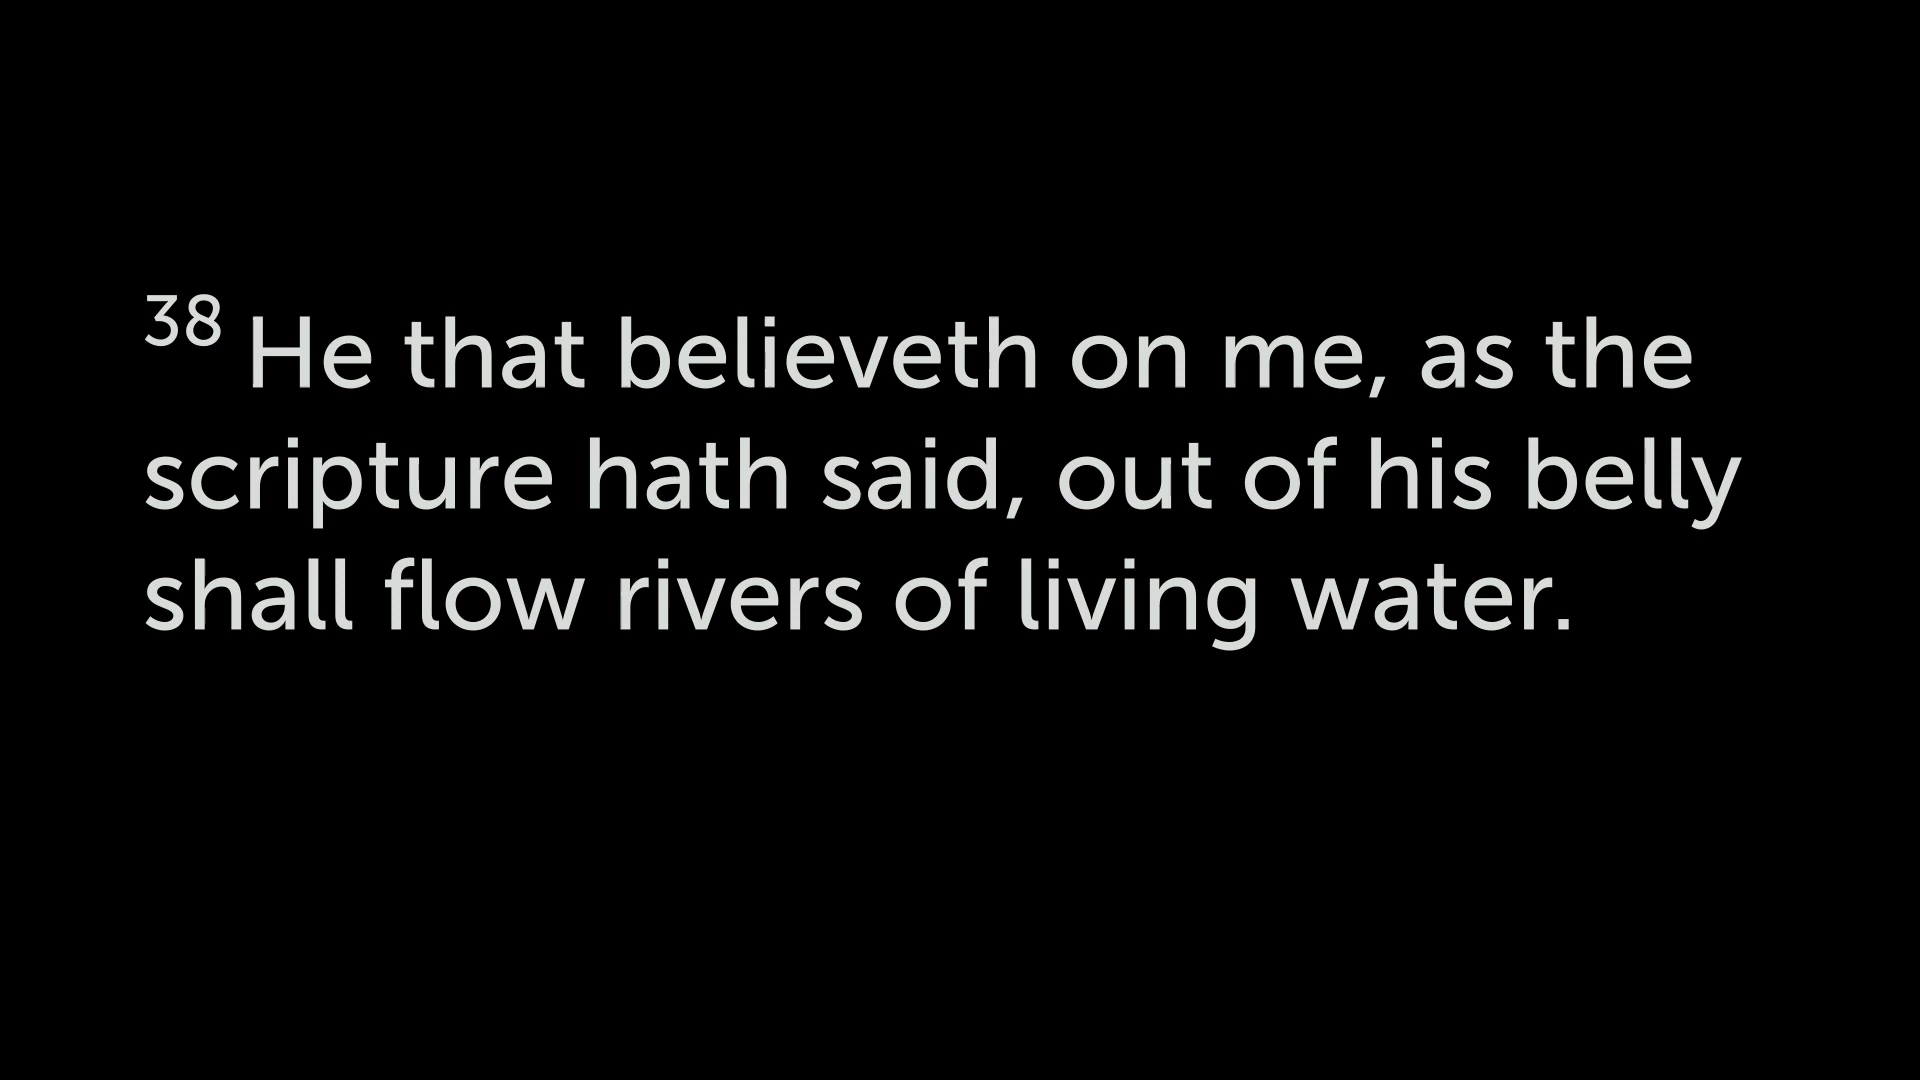 38 He that believeth on me, as the
scripture hath said, out of his belly
shall flow rivers of living water.